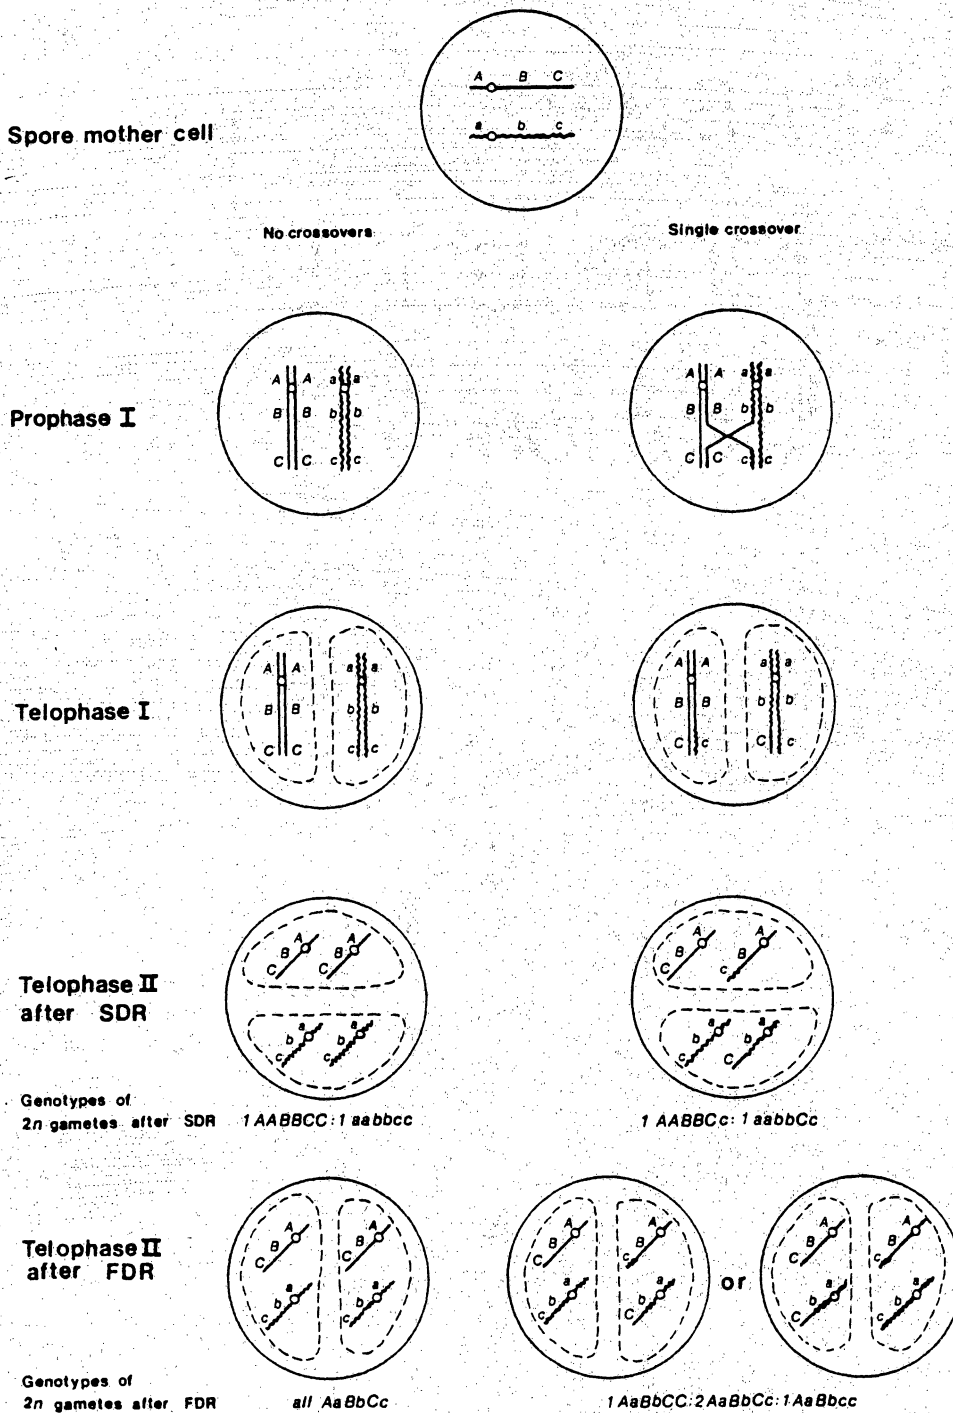 A B C
Spore mother cell
a b c
No crossovers Single crossover
A A a a A A a a
Prophase I B B b b B B b b
C C c c C C c c
A A a a A A a a
Telophase I B B b b B B b b
C C c c C c C c
A A A A
B B B B
C C C c
Telophase II
after SDR
a a a a
b b b b
c c c C
Genotypes of
2n gametes after SDR 1 AABBCC : 1 aabbcc 1 AABBCc : 1 aabbCc
A A A A A A
B B B B B B
C C C c C c
Telophase II
after FDR
or
a a a a a a
b b b b b b
c c c C C c
Genotypes of
2n gametes after FDR all AaBbCc 1 AaBbCC : 2 AaBbCc : 1 AaBbcc